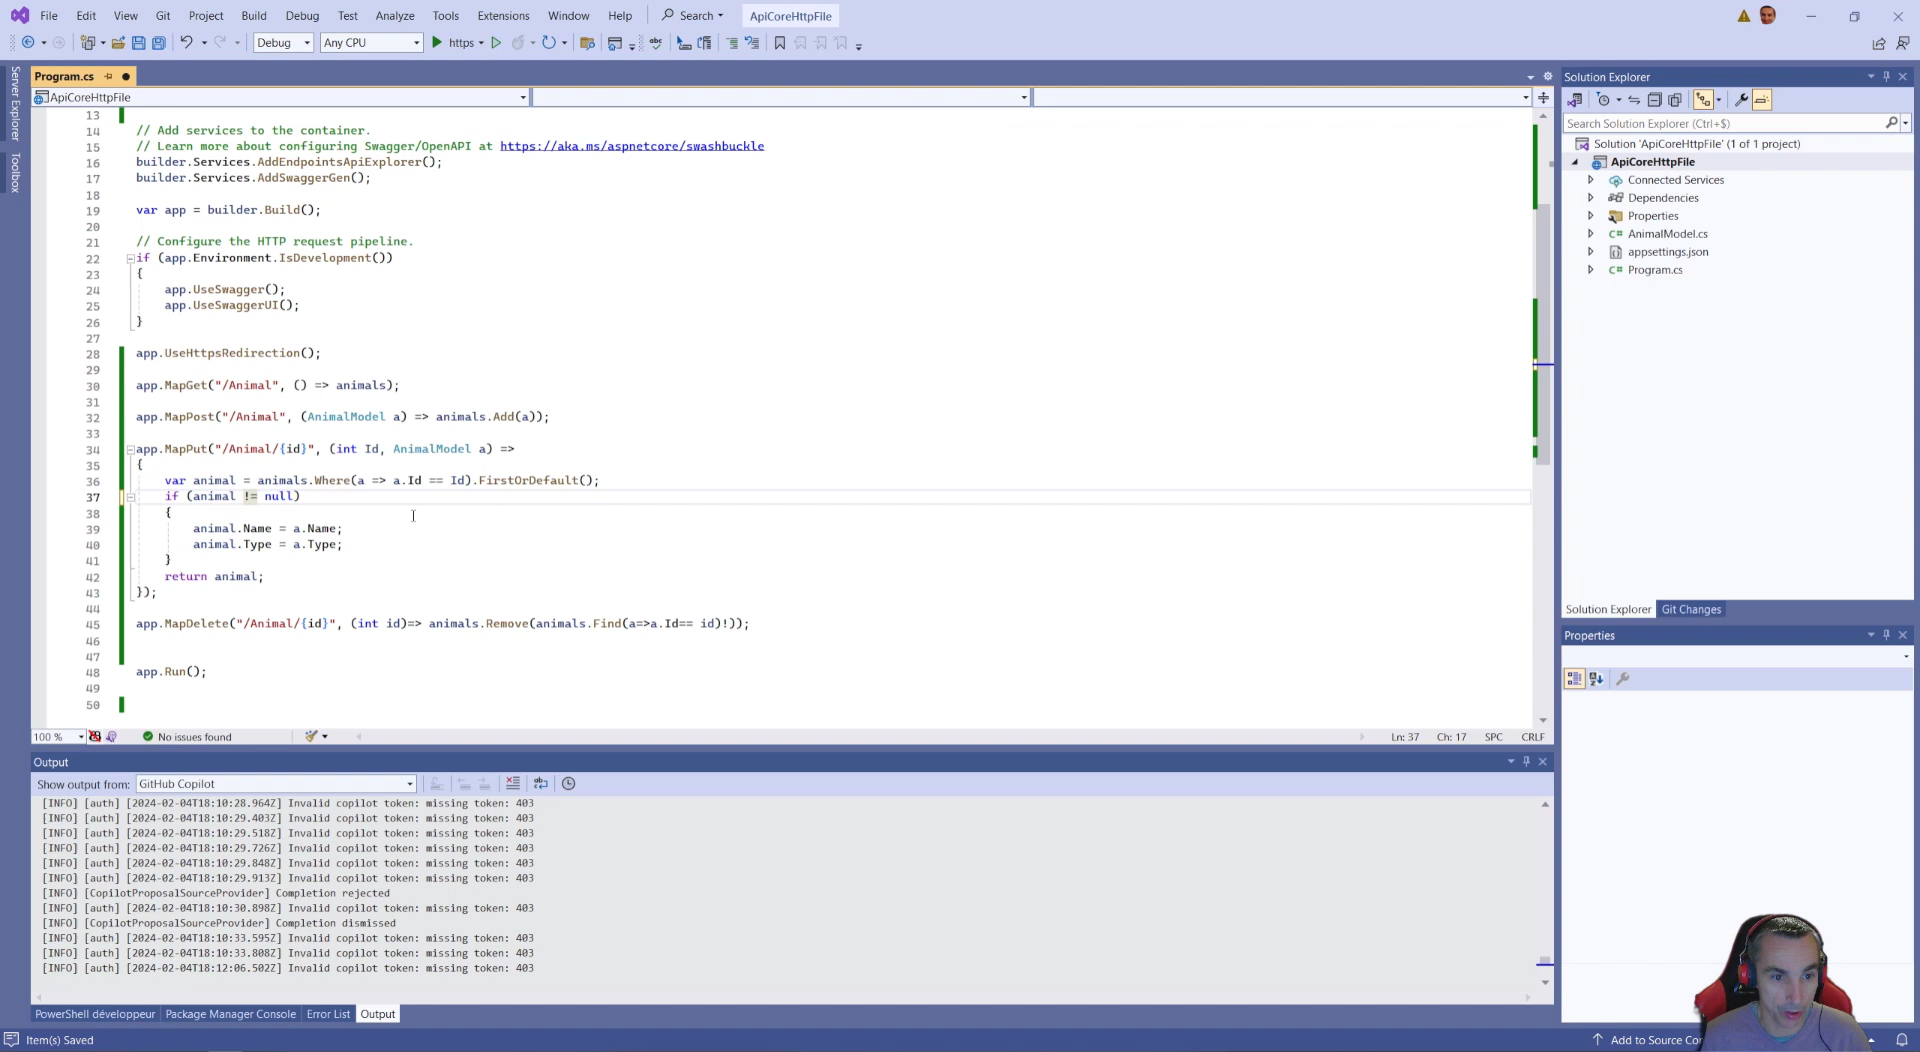 File Edit View Git Project Build Debug Test Analyze Tools Extensions Window Help Search ApiCoreHttpFile
Debug Any CPU https
Server Explorer
Toolbox
Program.cs
ApiCoreHttpFile
13
14 // Add services to the container.
15 // Learn more about configuring Swagger/OpenAPI at https://aka.ms/aspnetcore/swashbuckle
16 builder.Services.AddEndpointsApiExplorer();
17 builder.Services.AddSwaggerGen();
18
19 var app = builder.Build();
20
21 // Configure the HTTP request pipeline.
22 if (app.Environment.IsDevelopment())
23 {
24 app.UseSwagger();
25 app.UseSwaggerUI();
26 }
27
28 app.UseHttpsRedirection();
29
30 app.MapGet("/Animal", () => animals);
31
32 app.MapPost("/Animal", (AnimalModel a) => animals.Add(a));
33
34 app.MapPut("/Animal/{id}", (int Id, AnimalModel a) =>
35 {
36 var animal = animals.Where(a => a.Id == Id).FirstOrDefault();
37 if (animal != null)
38 {
39 animal.Name = a.Name;
40 animal.Type = a.Type;
41 }
42 return animal;
43 });
44
45 app.MapDelete("/Animal/{id}", (int id)=> animals.Remove(animals.Find(a=>a.Id== id)!));
46
47
48 app.Run();
49
50
100 % No issues found Ln: 37 Ch: 17 SPC CRLF
Output
Show output from: GitHub Copilot
[INFO] [auth] [2024-02-04T18:10:28.964Z] Invalid copilot token: missing token: 403
[INFO] [auth] [2024-02-04T18:10:29.403Z] Invalid copilot token: missing token: 403
[INFO] [auth] [2024-02-04T18:10:29.518Z] Invalid copilot token: missing token: 403
[INFO] [auth] [2024-02-04T18:10:29.726Z] Invalid copilot token: missing token: 403
[INFO] [auth] [2024-02-04T18:10:29.848Z] Invalid copilot token: missing token: 403
[INFO] [auth] [2024-02-04T18:10:29.913Z] Invalid copilot token: missing token: 403
[INFO] [CopilotProposalSourceProvider] Completion rejected
[INFO] [auth] [2024-02-04T18:10:30.898Z] Invalid copilot token: missing token: 403
[INFO] [CopilotProposalSourceProvider] Completion dismissed
[INFO] [auth] [2024-02-04T18:10:33.595Z] Invalid copilot token: missing token: 403
[INFO] [auth] [2024-02-04T18:10:33.808Z] Invalid copilot token: missing token: 403
[INFO] [auth] [2024-02-04T18:12:06.502Z] Invalid copilot token: missing token: 403
PowerShell développeur Package Manager Console Error List Output
Item(s) Saved Add to Source Con
Solution Explorer
Search Solution Explorer (Ctrl+$)
Solution 'ApiCoreHttpFile' (1 of 1 project)
ApiCoreHttpFile
Connected Services
Dependencies
Properties
C# AnimalModel.cs
appsettings.json
C# Program.cs
Solution Explorer Git Changes
Properties